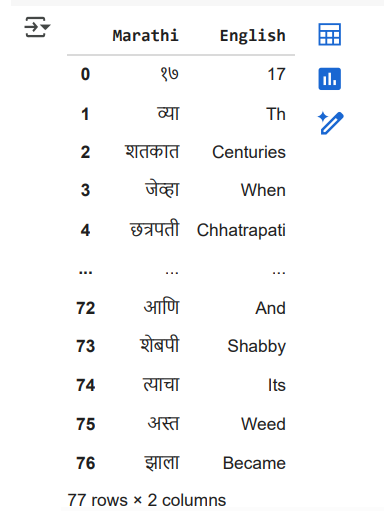 Marathi English
0 १७ 17
1 व्या Th
2 शतकात Centuries
3 जेव्हा When
4 छत्रपती Chhatrapati
... ... ...
72 आणि And
73 शेबपी Shabby
74 त्याचा Its
75 अस्त Weed
76 झाला Became
77 rows × 2 columns